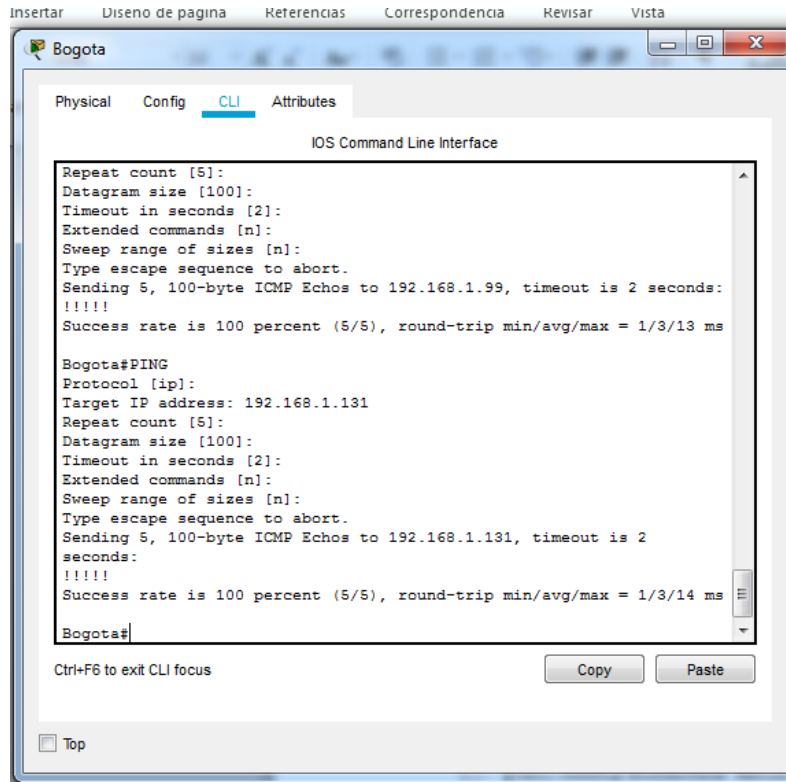 Insertar Diseño de página Referencias Correspondencia Revisar Vista
Bogota
Physical Config CLI Attributes
IOS Command Line Interface
Repeat count [5]:
Datagram size [100]:
Timeout in seconds [2]:
Extended commands [n]:
Sweep range of sizes [n]:
Type escape sequence to abort.
Sending 5, 100-byte ICMP Echos to 192.168.1.99, timeout is 2 seconds:
!!!!!
Success rate is 100 percent (5/5), round-trip min/avg/max = 1/3/13 ms
Bogota#PING
Protocol [ip]:
Target IP address: 192.168.1.131
Repeat count [5]:
Datagram size [100]:
Timeout in seconds [2]:
Extended commands [n]:
Sweep range of sizes [n]:
Type escape sequence to abort.
Sending 5, 100-byte ICMP Echos to 192.168.1.131, timeout is 2
seconds:
!!!!!
Success rate is 100 percent (5/5), round-trip min/avg/max = 1/3/14 ms
Bogota#
Ctrl+F6 to exit CLI focus
Copy Paste
Top